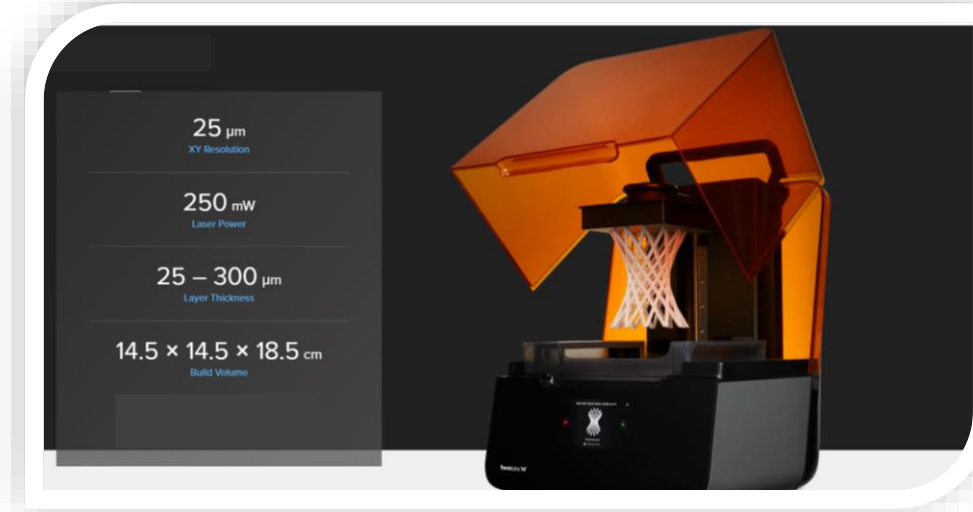 25 µm
XY Resolution
250 mW
Laser Power
25 – 300 µm
Layer Thickness
14.5 × 14.5 × 18.5 cm
Build Volume
formlabs